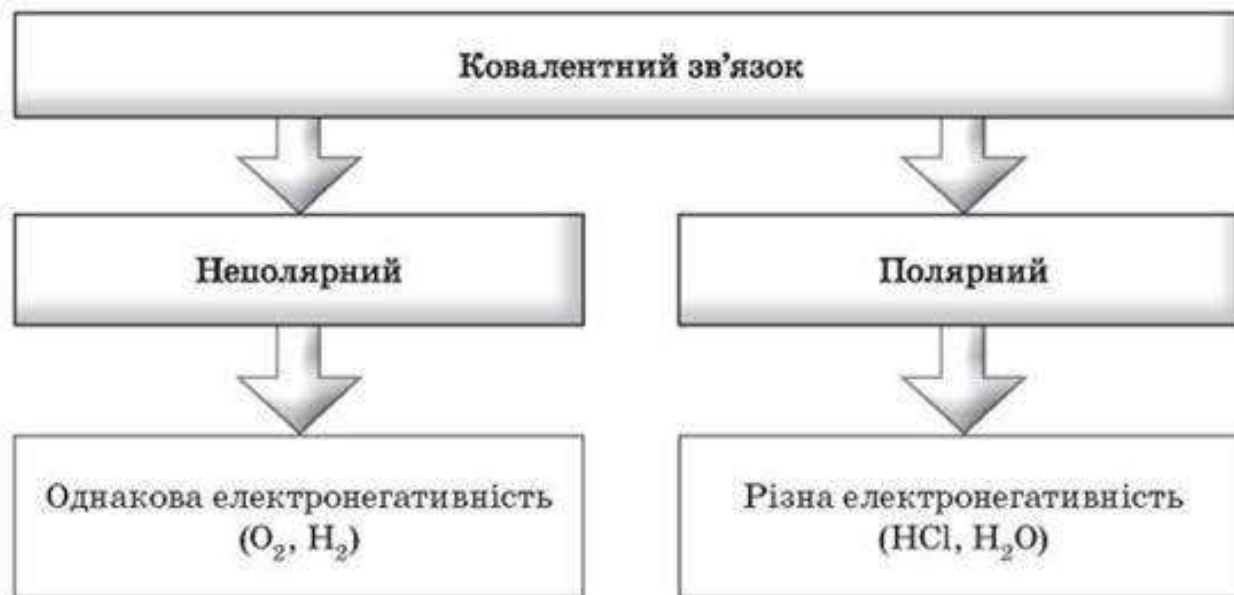 Ковалентний зв’язок
Неполярний
Полярний
Однакова електронегативність
(O₂, H₂)
Різна електронегативність
(HCl, H₂O)